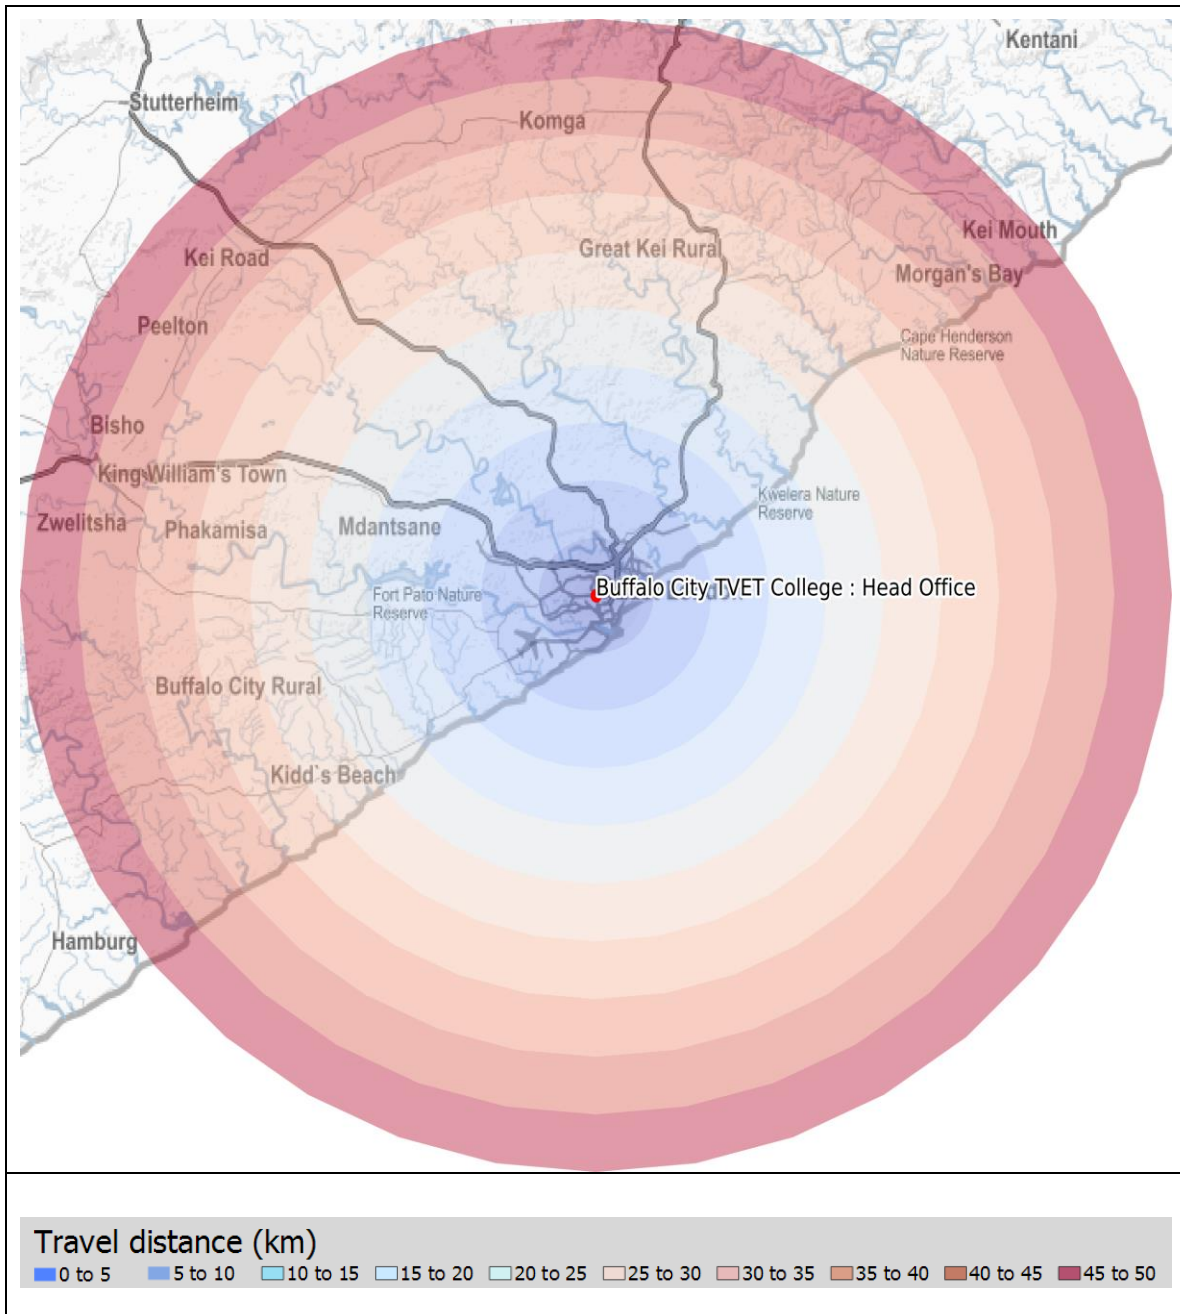 Kentani
Stutterheim
Komga
Kei Mouth
Great Kei Rural
Kei Road
Morgan's Bay
Peelton
Cape Henderson
Nature Reserve
Bisho
King William's Town
Kwelera Nature
Reserve
Zwelitsha
Phakamisa
Mdantsane
Buffalo City TVET College : Head Office
Fort Pato Nature
Reserve
Buffalo City Rural
Kidd`s Beach
Hamburg
Travel distance (km)
0 to 5 5 to 10 10 to 15 15 to 20 20 to 25 25 to 30 30 to 35 35 to 40 40 to 45 45 to 50